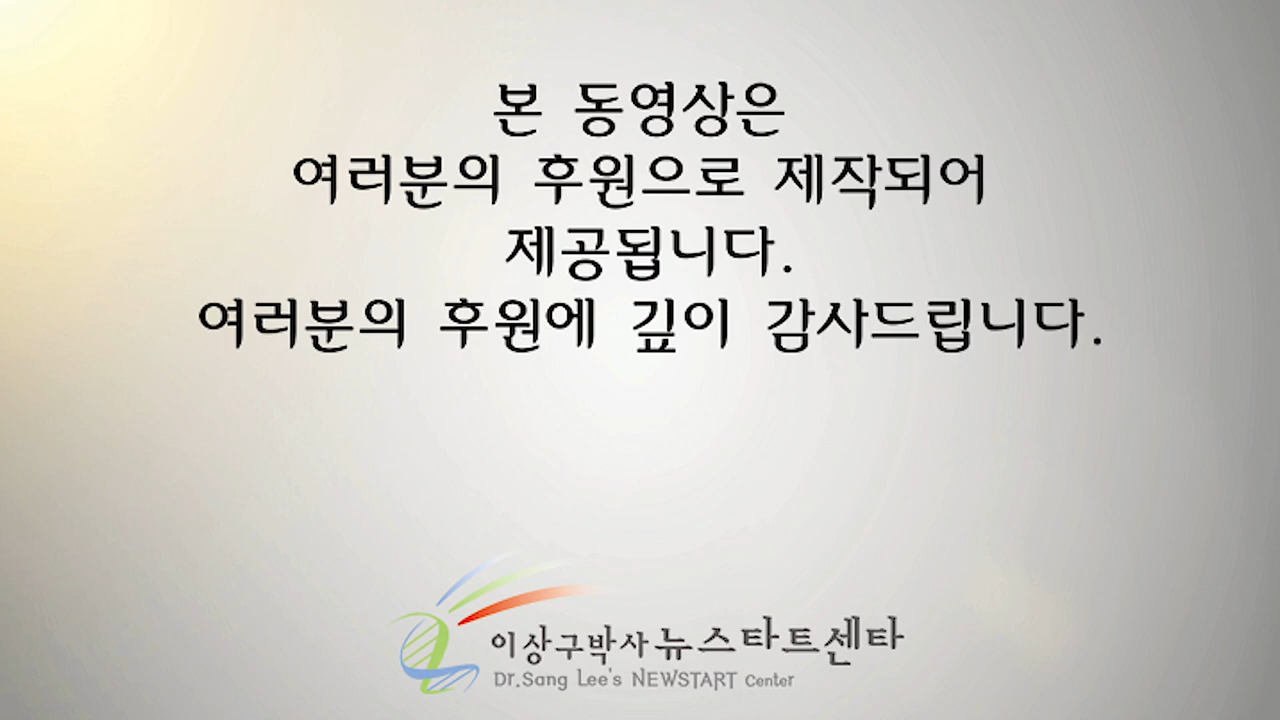 본 동영상은
여러분의 후원으로 제작되어
제공됩니다.
여러분의 후원에 깊이 감사드립니다.
이상구박사 뉴스타트센타
Dr.Sang Lee's NEWSTART Center